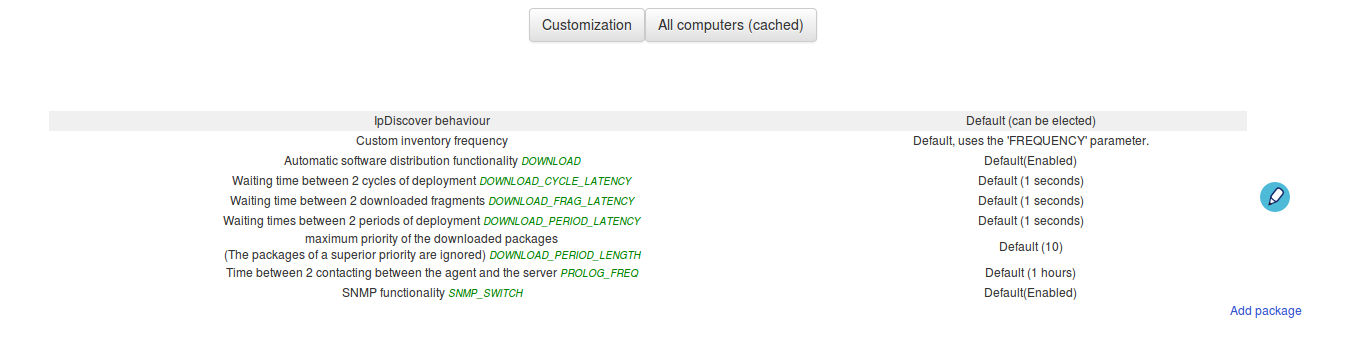 Customization All computers (cached)
IpDiscover behaviour Default (can be elected)
Custom inventory frequency Default, uses the 'FREQUENCY' parameter.
Automatic software distribution functionality DOWNLOAD Default(Enabled)
Waiting time between 2 cycles of deployment DOWNLOAD_CYCLE_LATENCY Default (1 seconds)
Waiting time between 2 downloaded fragments DOWNLOAD_FRAG_LATENCY Default (1 seconds)
Waiting times between 2 periods of deployment DOWNLOAD_PERIOD_LATENCY Default (1 seconds)
maximum priority of the downloaded packages
(The packages of a superior priority are ignored) DOWNLOAD_PERIOD_LENGTH Default (10)
Time between 2 contacting between the agent and the server PROLOG_FREQ Default (1 hours)
SNMP functionality SNMP_SWITCH Default(Enabled)
Add package